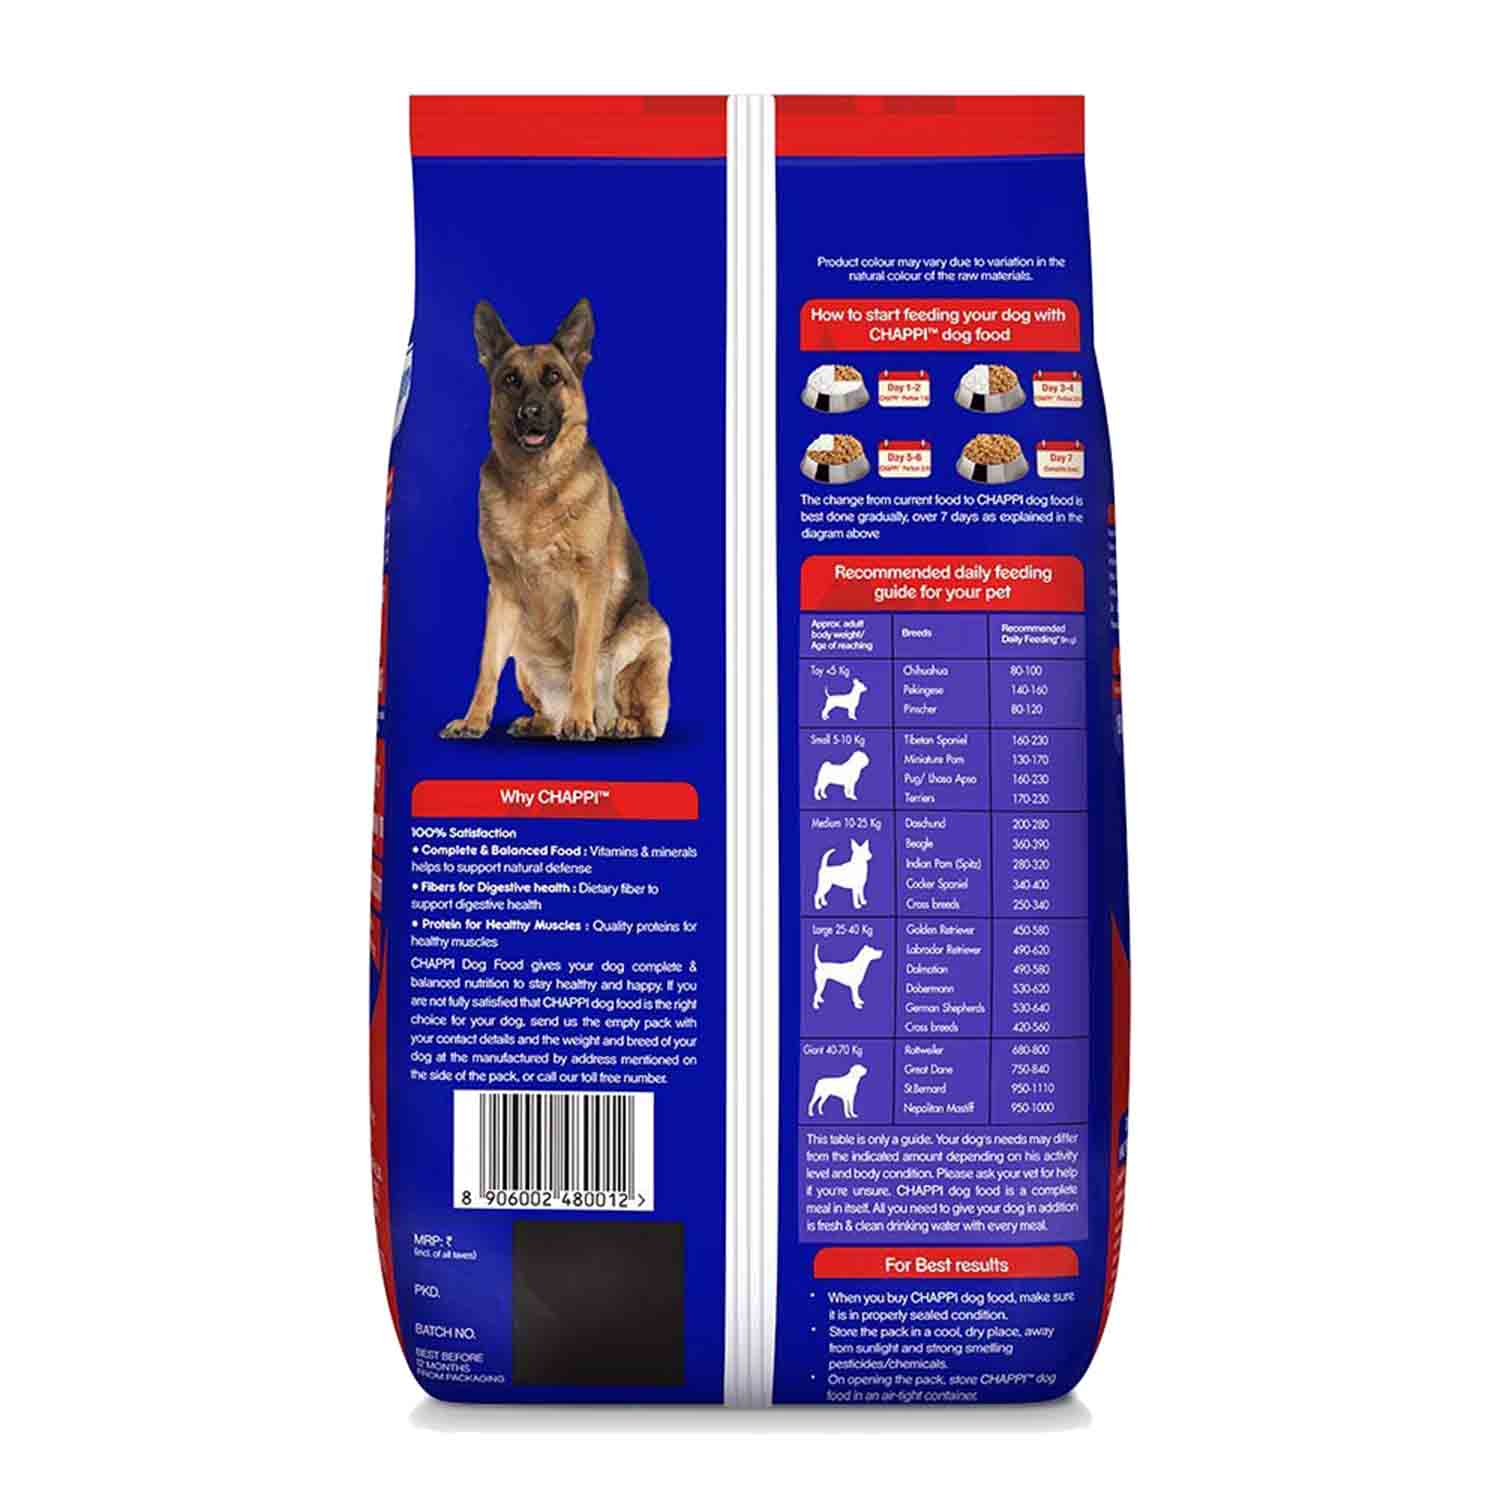 Why CHAPPI™
100% Satisfaction
• Complete & Balanced Food : Vitamins & minerals
helps to support natural defense
• Fibers for Digestive health : Dietary fiber to
support digestive health
• Protein for Healthy Muscles : Quality proteins for
healthy muscles
CHAPPI Dog Food gives your dog complete &
balanced nutrition to stay healthy and happy. If you
are not fully satisfied that CHAPPI dog food is the right
choice for your dog, send us the empty pack with
your contact details and the weight and breed of your
dog at the manufactured by address mentioned on
the side of the pack, or call our toll free number.
8 906002 480012 >
MRP: ₹
(incl. of all taxes)
PKD.
BATCH NO.
BEST BEFORE
12 MONTHS
FROM PACKAGING
Product colour may vary due to variation in the
natural colour of the raw materials.
How to start feeding your dog with
CHAPPI™ dog food
Day 1-2
Day 3-4
Day 5-6
Day 7
The change from current food to CHAPPI dog food is
best done gradually, over 7 days as explained in the
diagram above
Recommended daily feeding
guide for your pet
Approx. adult
body weight/
Age of reaching
Breeds
Recommended
Daily Feeding* (in g)
Toy <5 Kg
Chihuahua 80-100
Pekingese 140-160
Pinscher 80-120
Small 5-10 Kg
Tibetan Spaniel 160-230
Miniature Pom 130-170
Pug/ Lhasa Apso 160-230
Terriers 170-230
Medium 10-25 Kg
Daschund 200-280
Beagle 360-390
Indian Pom (Spitz) 280-320
Cocker Spaniel 340-400
Cross breeds 250-340
Large 25-40 Kg
Golden Retriever 450-580
Labrador Retriever 490-620
Dalmatian 490-580
Dobermann 530-620
German Shepherds 530-640
Cross breeds 420-560
Giant 40-70 Kg
Rottweiler 680-800
Great Dane 750-840
St.Bernard 950-1110
Nepolitan Mastiff 950-1000
This table is only a guide. Your dog's needs may differ
from the indicated amount depending on his activity
level and body condition. Please ask your vet for help
if you're unsure. CHAPPI dog food is a complete
meal in itself. All you need to give your dog in addition
is fresh & clean drinking water with every meal.
For Best results
• When you buy CHAPPI dog food, make sure
it is in properly sealed condition.
• Store the pack in a cool, dry place, away
from sunlight and strong smelling
pesticides/chemicals.
• On opening the pack, store CHAPPI™ dog
food in an air-tight container.